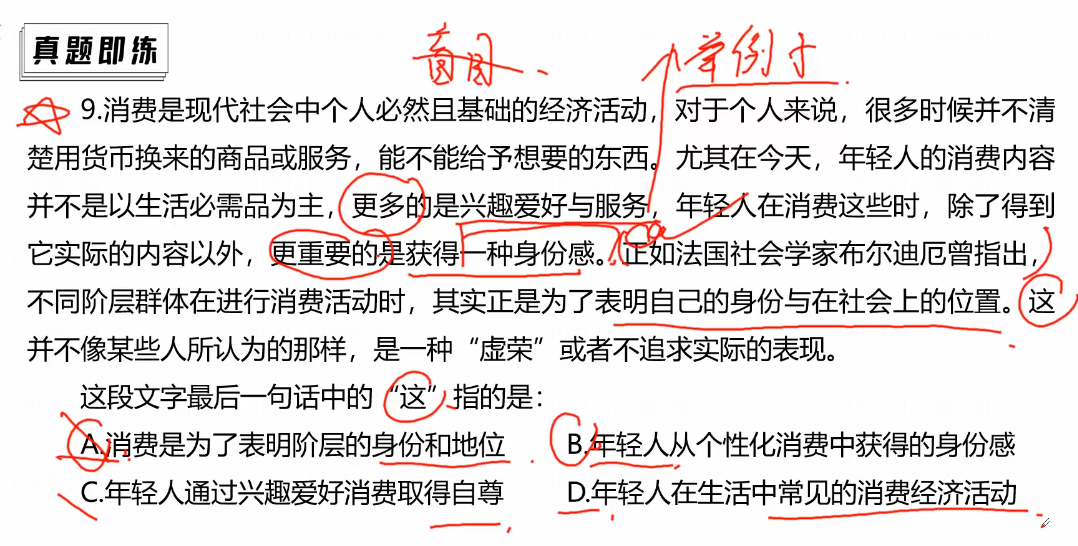 真题即练
举例子
9.消费是现代社会中个人必然且基础的经济活动，对于个人来说，很多时候并不清
楚用货币换来的商品或服务，能不能给予想要的东西。尤其在今天，年轻人的消费内容
并不是以生活必需品为主，更多的是兴趣爱好与服务，年轻人在消费这些时，除了得到
它实际的内容以外，更重要的是获得一种身份感。正如法国社会学家布尔迪厄曾指出，
不同阶层群体在进行消费活动时，其实正是为了表明自己的身份与在社会上的位置。这
并不像某些人所认为的那样，是一种“虚荣”或者不追求实际的表现。
这段文字最后一句话中的“这”指的是：
A.消费是为了表明阶层的身份和地位 B.年轻人从个性化消费中获得的身份感
C.年轻人通过兴趣爱好消费取得自尊 D.年轻人在生活中常见的消费经济活动